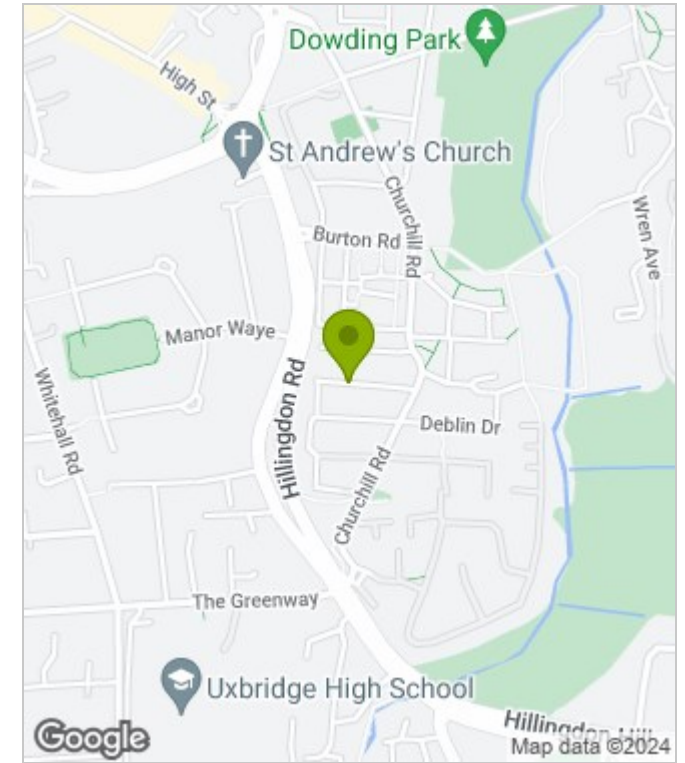 Dowding Park
High St
St Andrew's Church
Churchill Rd
Wren Ave
Burton Rd
Manor Waye
Hillingdon Rd
Whitehall Rd
Deblin Dr
Churchill Rd
The Greenway
Uxbridge High School
Hillingdon Hill
Google
Map data ©2024